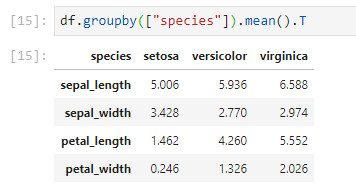 [15]: df.groupby(["species"]).mean().T
[15]: species setosa versicolor virginica
sepal_length 5.006 5.936 6.588
sepal_width 3.428 2.770 2.974
petal_length 1.462 4.260 5.552
petal_width 0.246 1.326 2.026